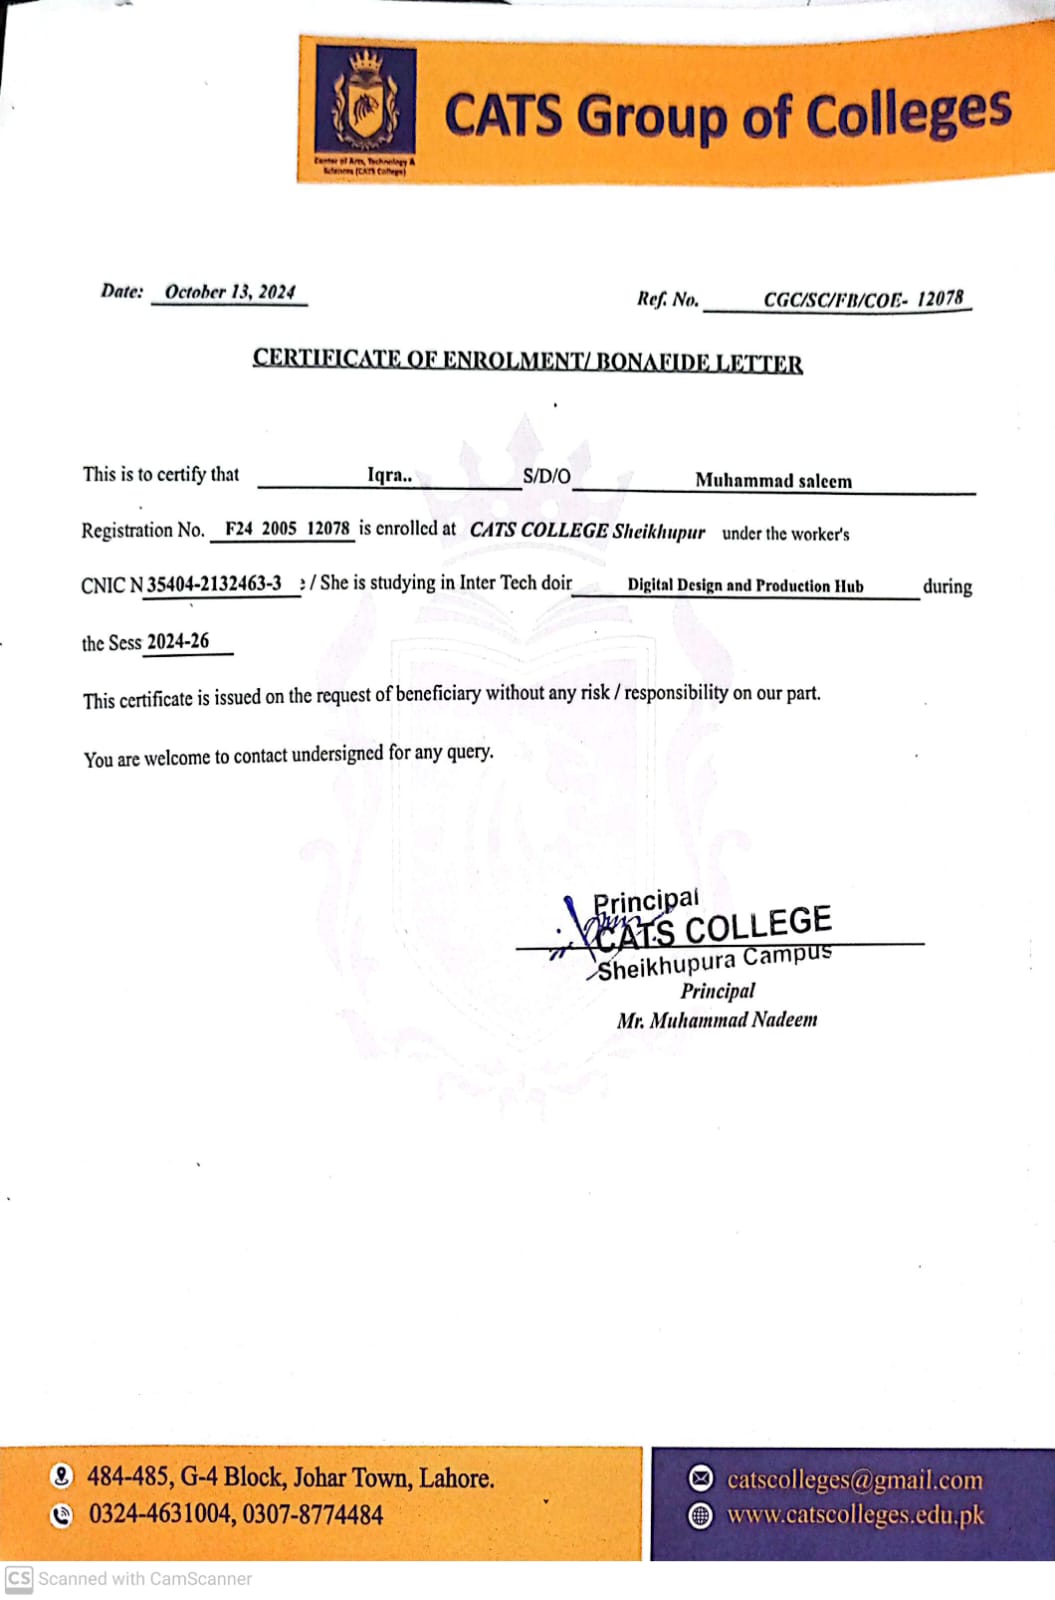 CATS Group of Colleges
Center of Arts, Technology &
Sciences (CATS College)
Date: October 13, 2024
Ref. No. CGC/SC/FB/COE- 12078
CERTIFICATE OF ENROLMENT/ BONAFIDE LETTER
This is to certify that Iqra.. S/D/O Muhammad saleem
Registration No. F24 2005 12078 is enrolled at CATS COLLEGE Sheikhupur under the worker's
CNIC N 35404-2132463-3 : / She is studying in Inter Tech doir Digital Design and Production Hub during
the Sess 2024-26
This certificate is issued on the request of beneficiary without any risk / responsibility on our part.
You are welcome to contact undersigned for any query.
Principal
CATS COLLEGE
Sheikhupura Campus
Principal
Mr. Muhammad Nadeem
484-485, G-4 Block, Johar Town, Lahore.
0324-4631004, 0307-8774484
catscolleges@gmail.com
www.catscolleges.edu.pk
CS Scanned with CamScanner